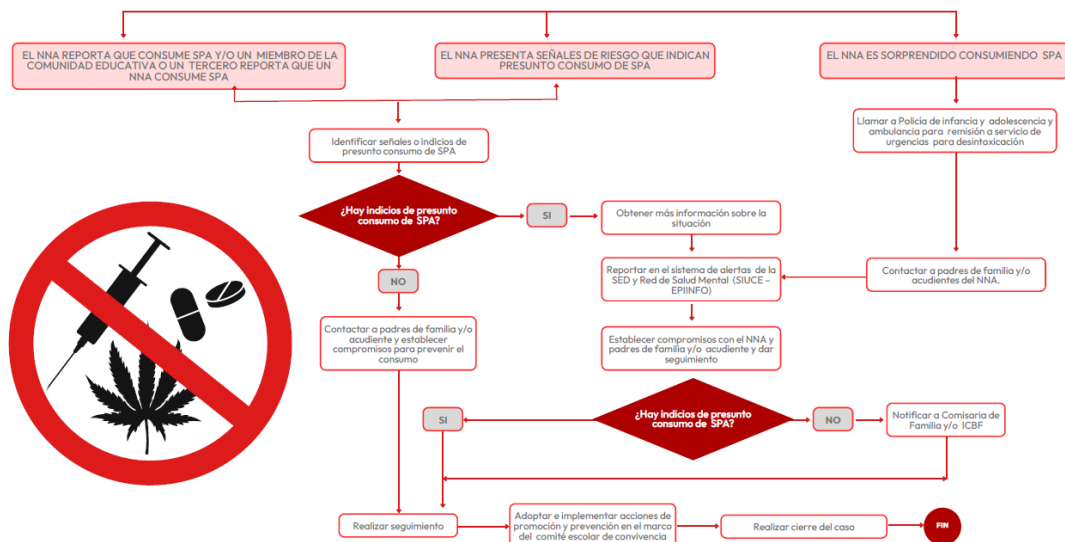 EL NNA REPORTA QUE CONSUME SPA Y/O UN MIEMBRO DE LA
COMUNIDAD EDUCATIVA O UN TERCERO REPORTA QUE UN
NNA CONSUME SPA
EL NNA PRESENTA SEÑALES DE RIESGO QUE INDICAN
PRESUNTO CONSUMO DE SPA
EL NNA ES SORPRENDIDO CONSUMIENDO SPA
Identificar señales o indicios de
presunto consumo de SPA
Llamar a Policía de infancia y adolescencia y
ambulancia para remisión a servicio de
urgencias para desintoxicación
¿Hay indicios de presunto
consumo de SPA?
SI
Obtener más información sobre la
situación
NO
Reportar en el sistema de alertas de la
SED y Red de Salud Mental (SIUCE –
EPIINFO)
Contactar a padres de familia y/o
acudientes del NNA.
Contactar a padres de familia y/o
acudiente y establecer
compromisos para prevenir el
consumo
Establecer compromisos con el NNA y
padres de familia y/o acudiente y dar
seguimiento
¿Hay indicios de presunto
consumo de SPA?
SI
NO
Notificar a Comisaria de
Familia y/o ICBF
Realizar seguimiento
Adoptar e implementar acciones de
promoción y prevención en el marco
del comité escolar de convivencia
Realizar cierre del caso
FIN